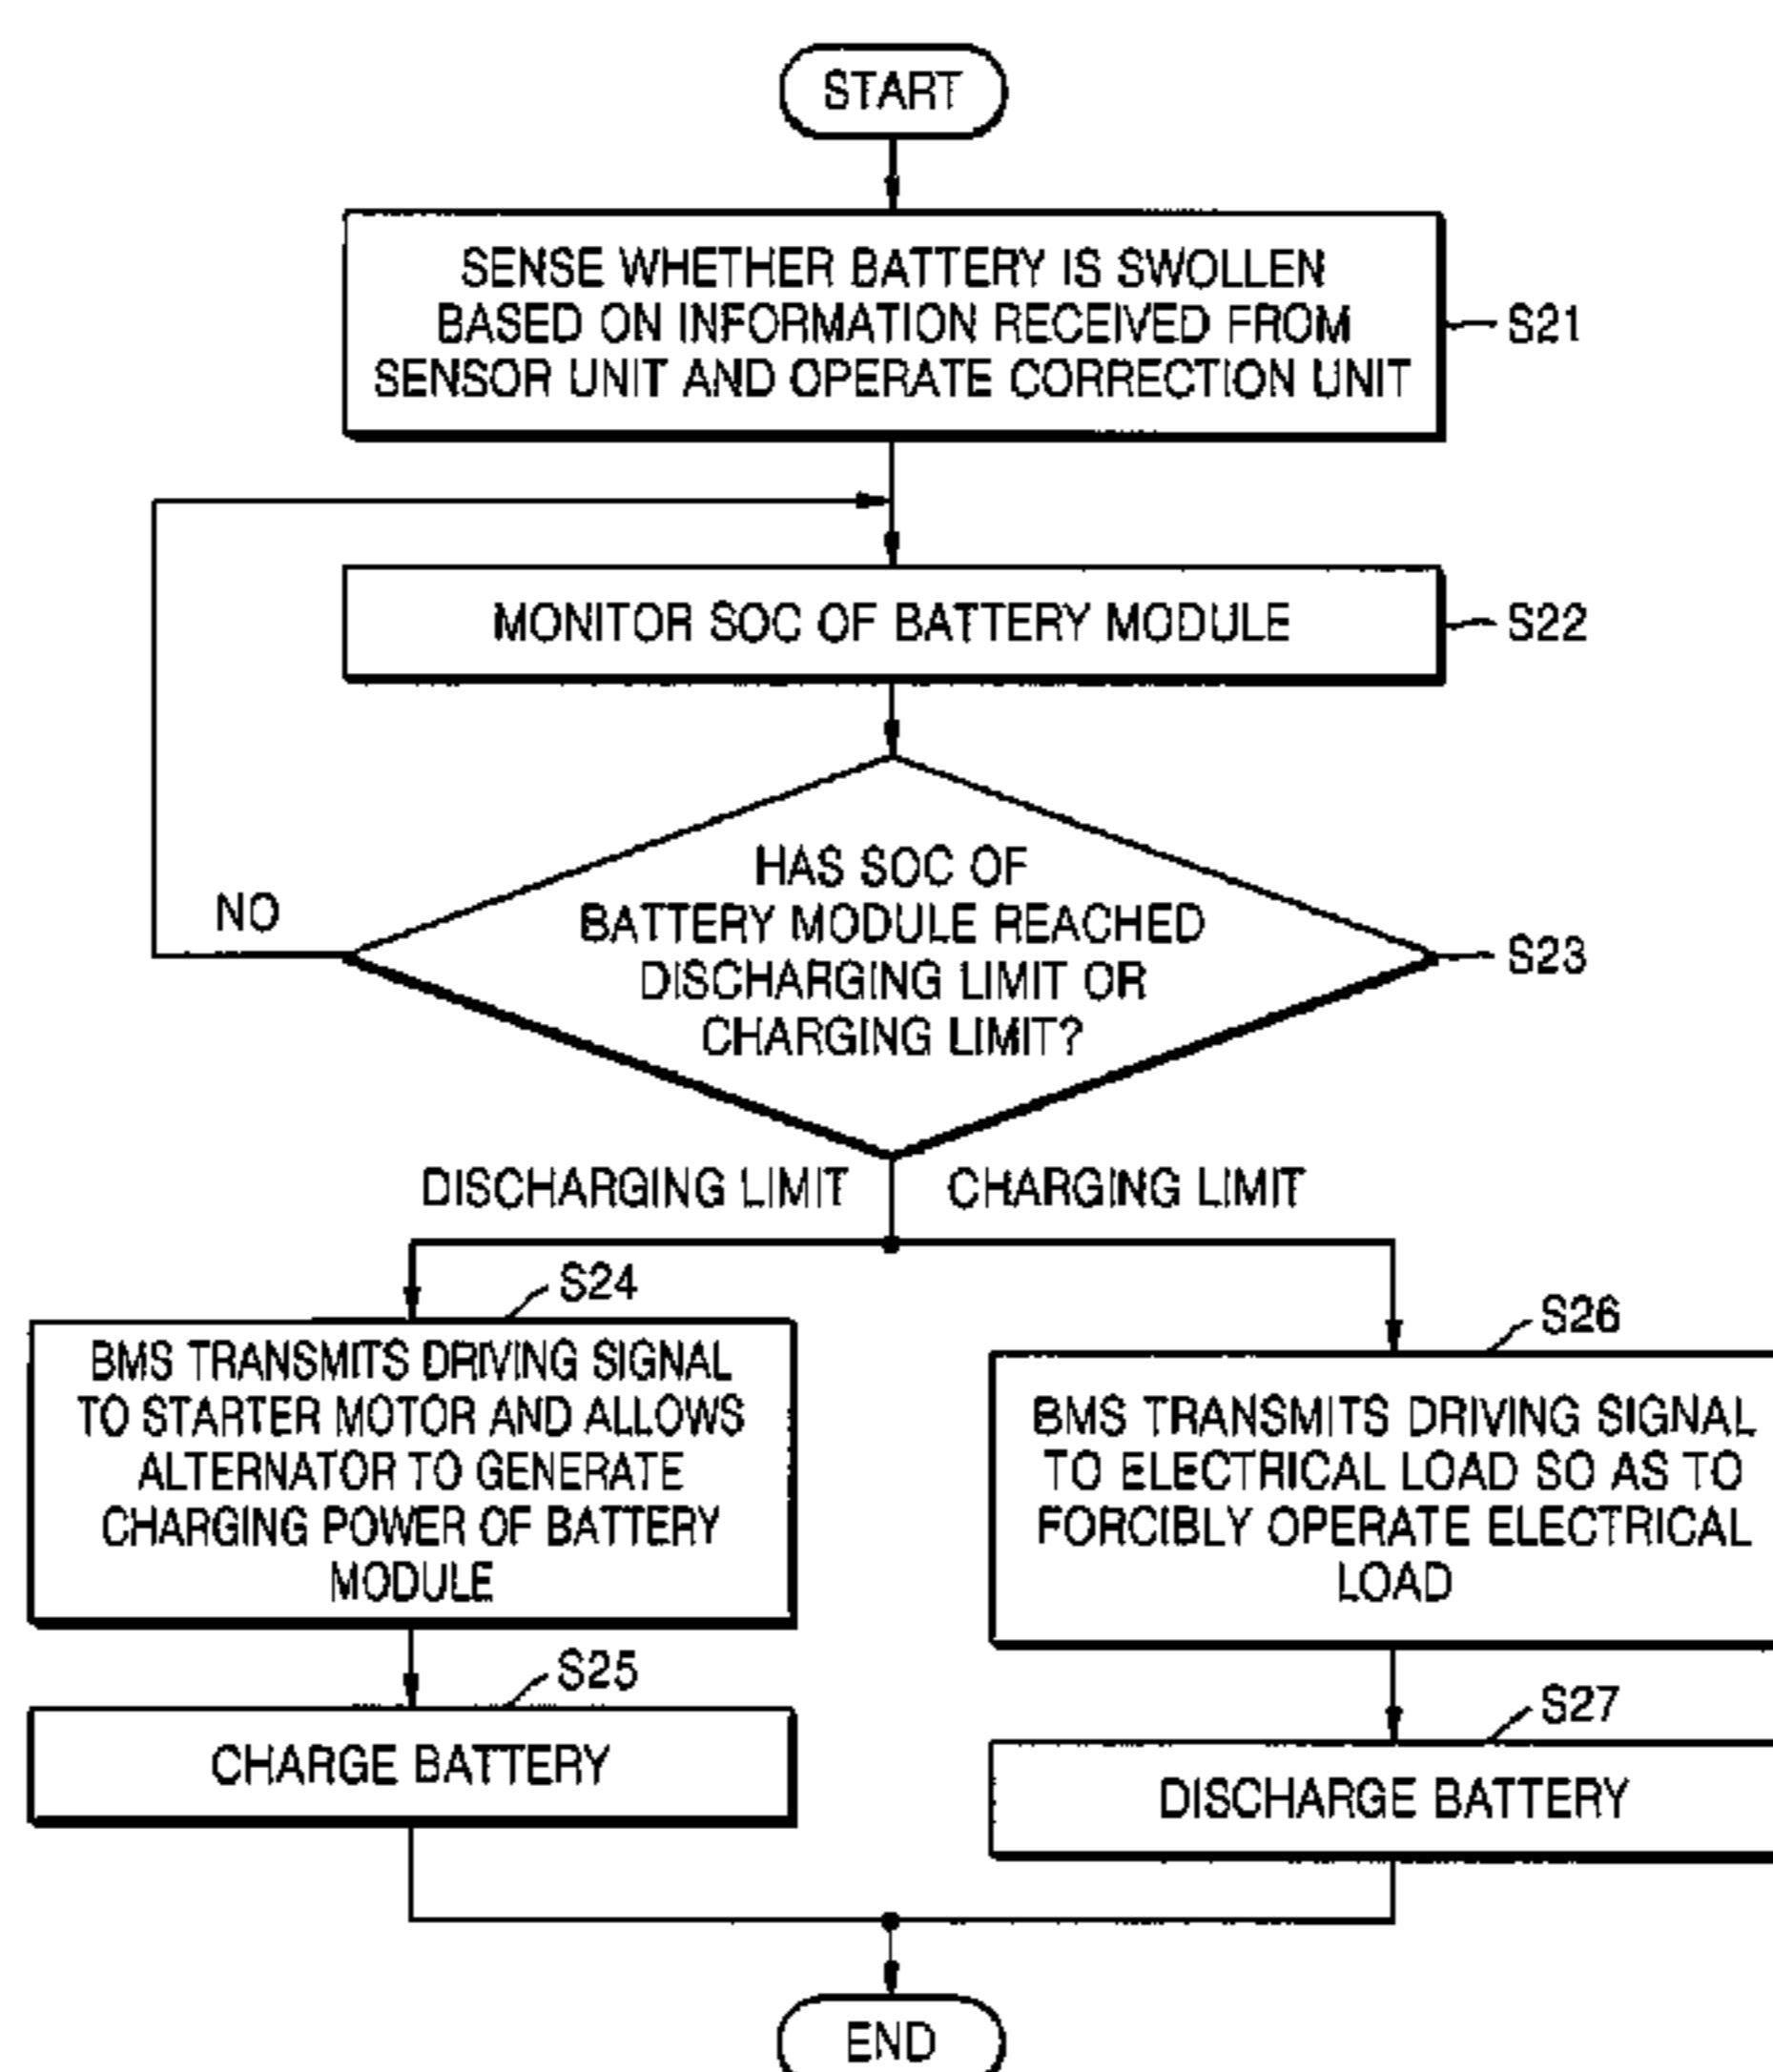 START
SENSE WHETHER BATTERY IS SWOLLEN
BASED ON INFORMATION RECEIVED FROM
SENSOR UNIT AND OPERATE CORRECTION UNIT
S21
MONITOR SOC OF BATTERY MODULE
S22
HAS SOC OF
BATTERY MODULE REACHED
DISCHARGING LIMIT OR
CHARGING LIMIT?
S23
NO
DISCHARGING LIMIT
CHARGING LIMIT
S24
BMS TRANSMITS DRIVING SIGNAL
TO STARTER MOTOR AND ALLOWS
ALTERNATOR TO GENERATE
CHARGING POWER OF BATTERY
MODULE
S26
BMS TRANSMITS DRIVING SIGNAL
TO ELECTRICAL LOAD SO AS TO
FORCIBLY OPERATE ELECTRICAL
LOAD
S25
CHARGE BATTERY
S27
DISCHARGE BATTERY
END